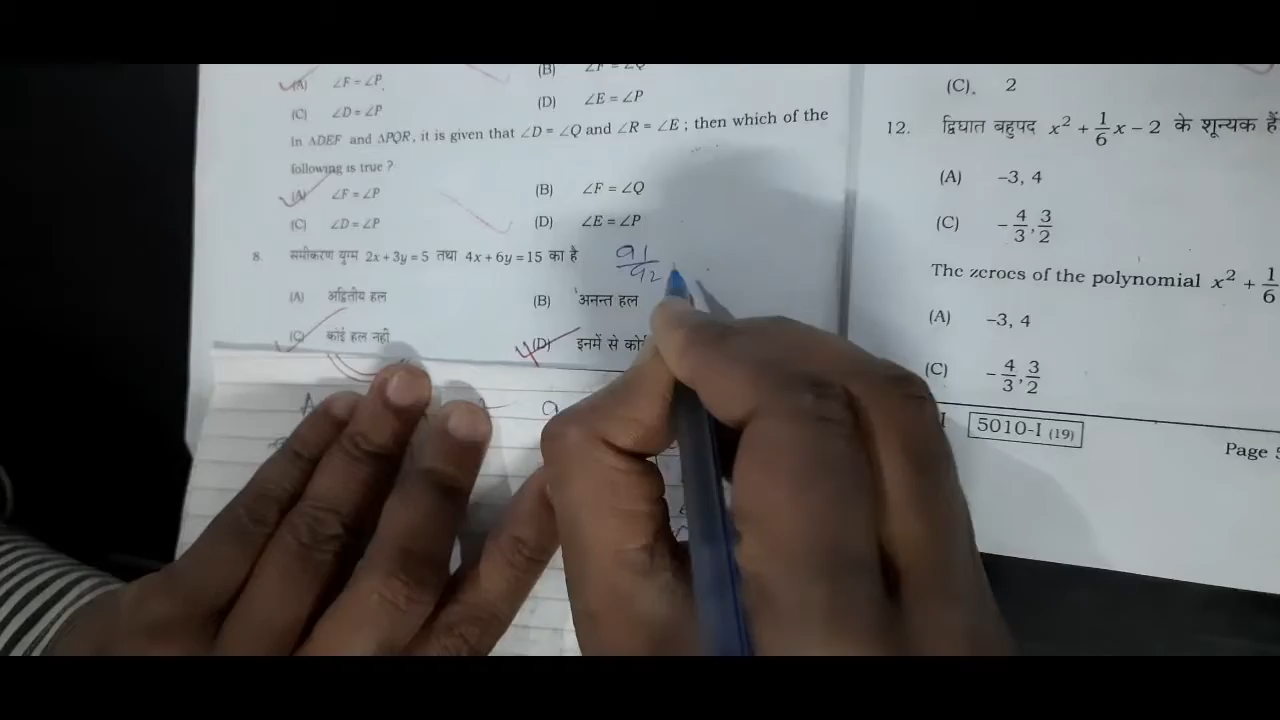 (A) ∠F = ∠P.
(B) ∠F = ∠Q
(C) ∠D = ∠P
(D) ∠E = ∠P
In ΔDEF and ΔPQR, it is given that ∠D = ∠Q and ∠R = ∠E ; then which of the
following is true ?
(A) ∠F = ∠P
(B) ∠F = ∠Q
(C) ∠D = ∠P
(D) ∠E = ∠P
8. समीकरण युग्म 2x + 3y = 5 तथा 4x + 6y = 15 का है
a1/a2
(A) अद्वितीय हल
(B) अनन्त हल
(C) कोई हल नहीं
(D) इनमें से
(C). 2
12. द्विघात बहुपद x² + 1/6 x − 2 के शून्यक हैं
(A) −3, 4
(C) −4/3, 3/2
The zeroes of the polynomial x² + 1/6
(A) −3, 4
(C) −4/3, 3/2
5010-I (19)
Page